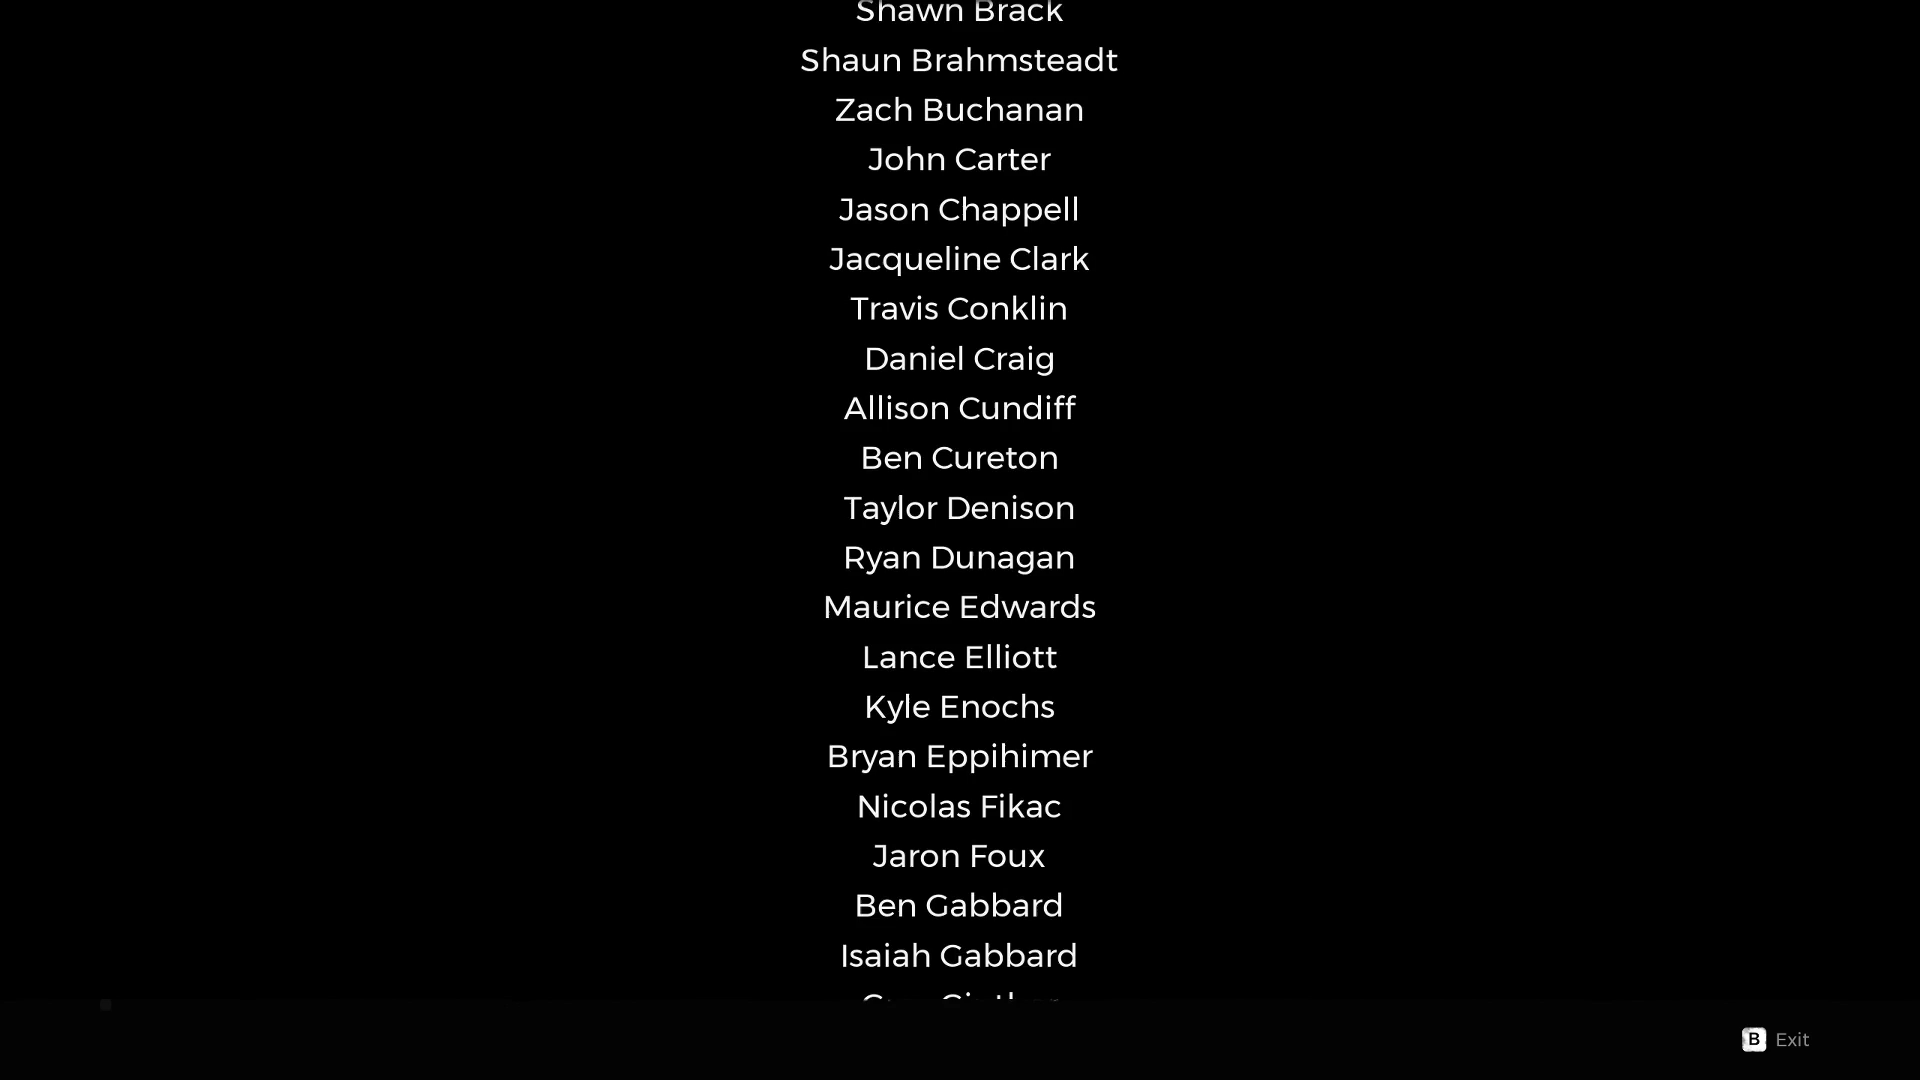 Shawn Brack
Shaun Brahmsteadt
Zach Buchanan
John Carter
Jason Chappell
Jacqueline Clark
Travis Conklin
Daniel Craig
Allison Cundiff
Ben Cureton
Taylor Denison
Ryan Dunagan
Maurice Edwards
Lance Elliott
Kyle Enochs
Bryan Eppihimer
Nicolas Fikac
Jaron Foux
Ben Gabbard
Isaiah Gabbard
B Exit